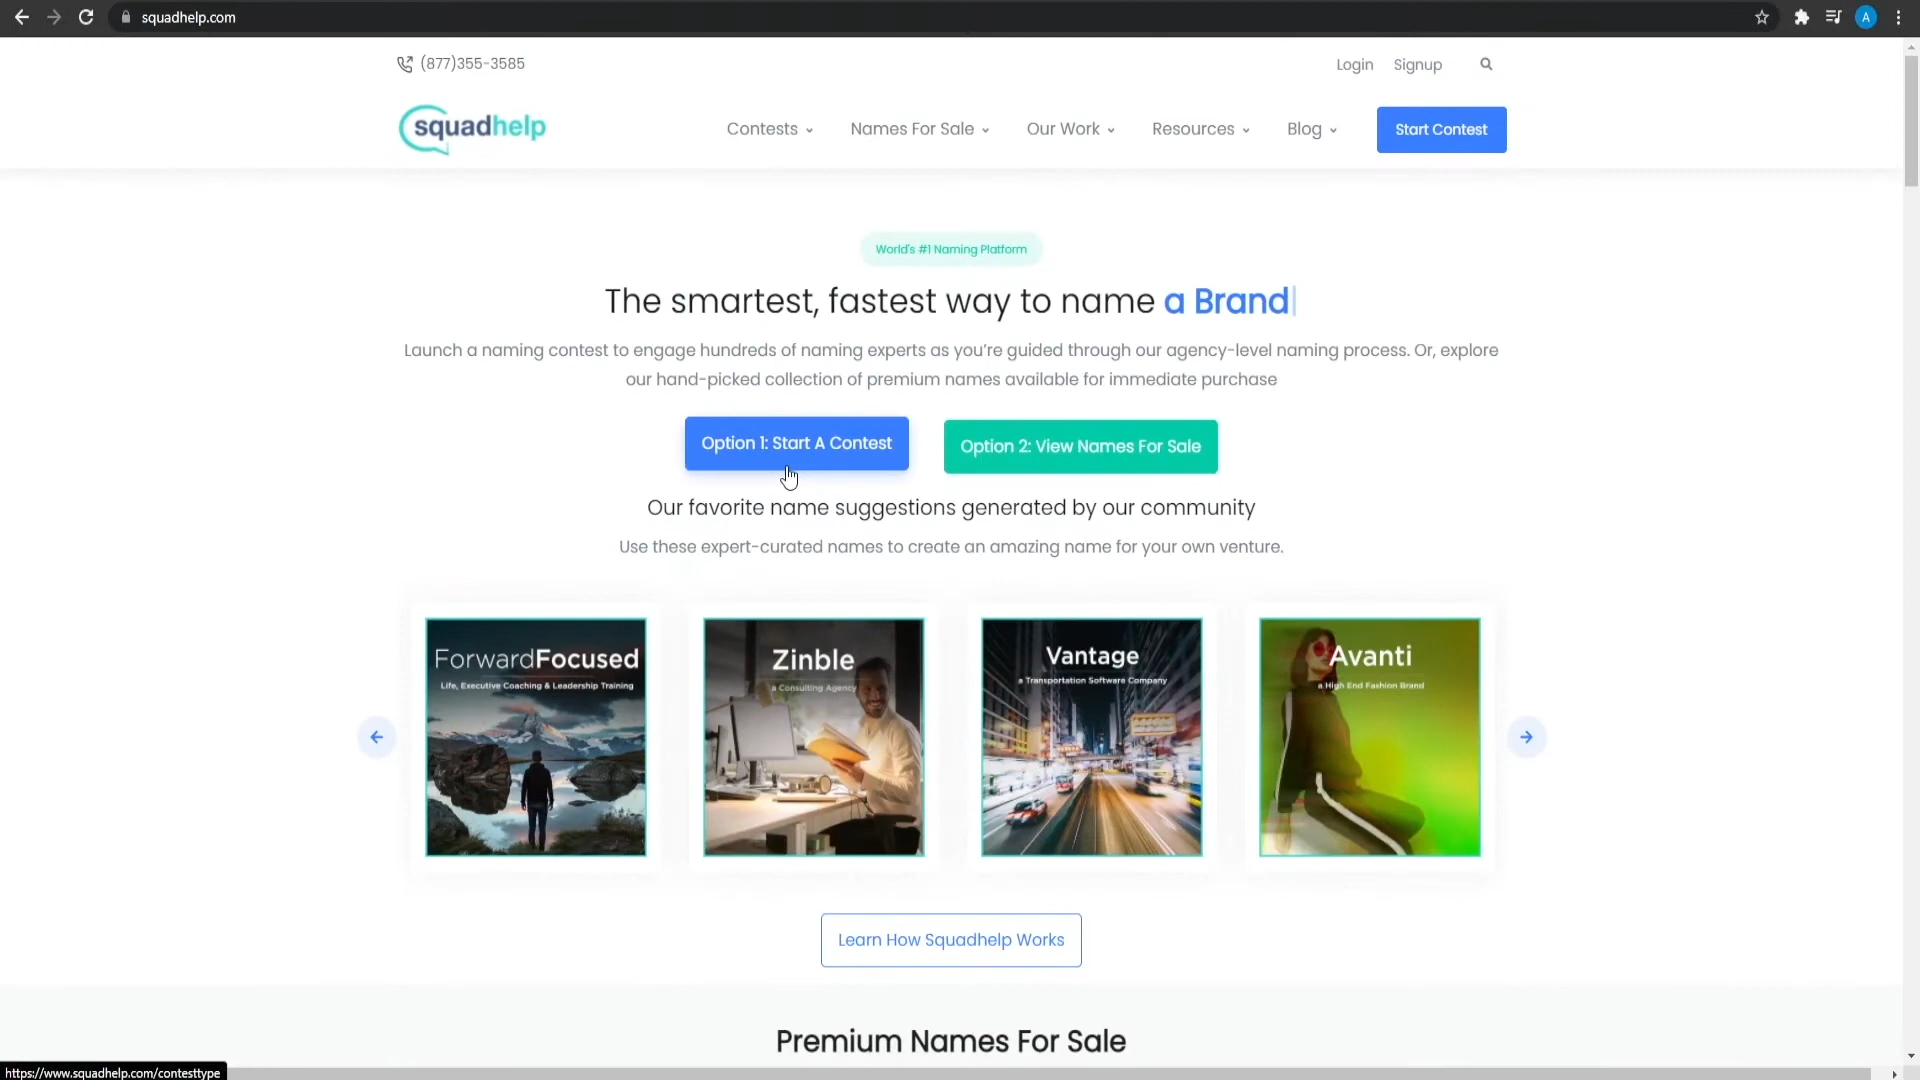 squadhelp.com
A
(877)355-3585
Login Signup
squadhelp
Contests Names For Sale Our Work Resources Blog Start Contest
World's #1 Naming Platform
The smartest, fastest way to name a Brand
Launch a naming contest to engage hundreds of naming experts as you're guided through our agency-level naming process. Or, explore
our hand-picked collection of premium names available for immediate purchase
Option 1: Start A Contest Option 2: View Names For Sale
Our favorite name suggestions generated by our community
Use these expert-curated names to create an amazing name for your own venture.
ForwardFocused
Life, Executive Coaching & Leadership Training
Zinble
a Consulting Agency
Vantage
a Transportation Software Company
Avanti
a High End Fashion Brand
Learn How Squadhelp Works
Premium Names For Sale
https://www.squadhelp.com/contesttype